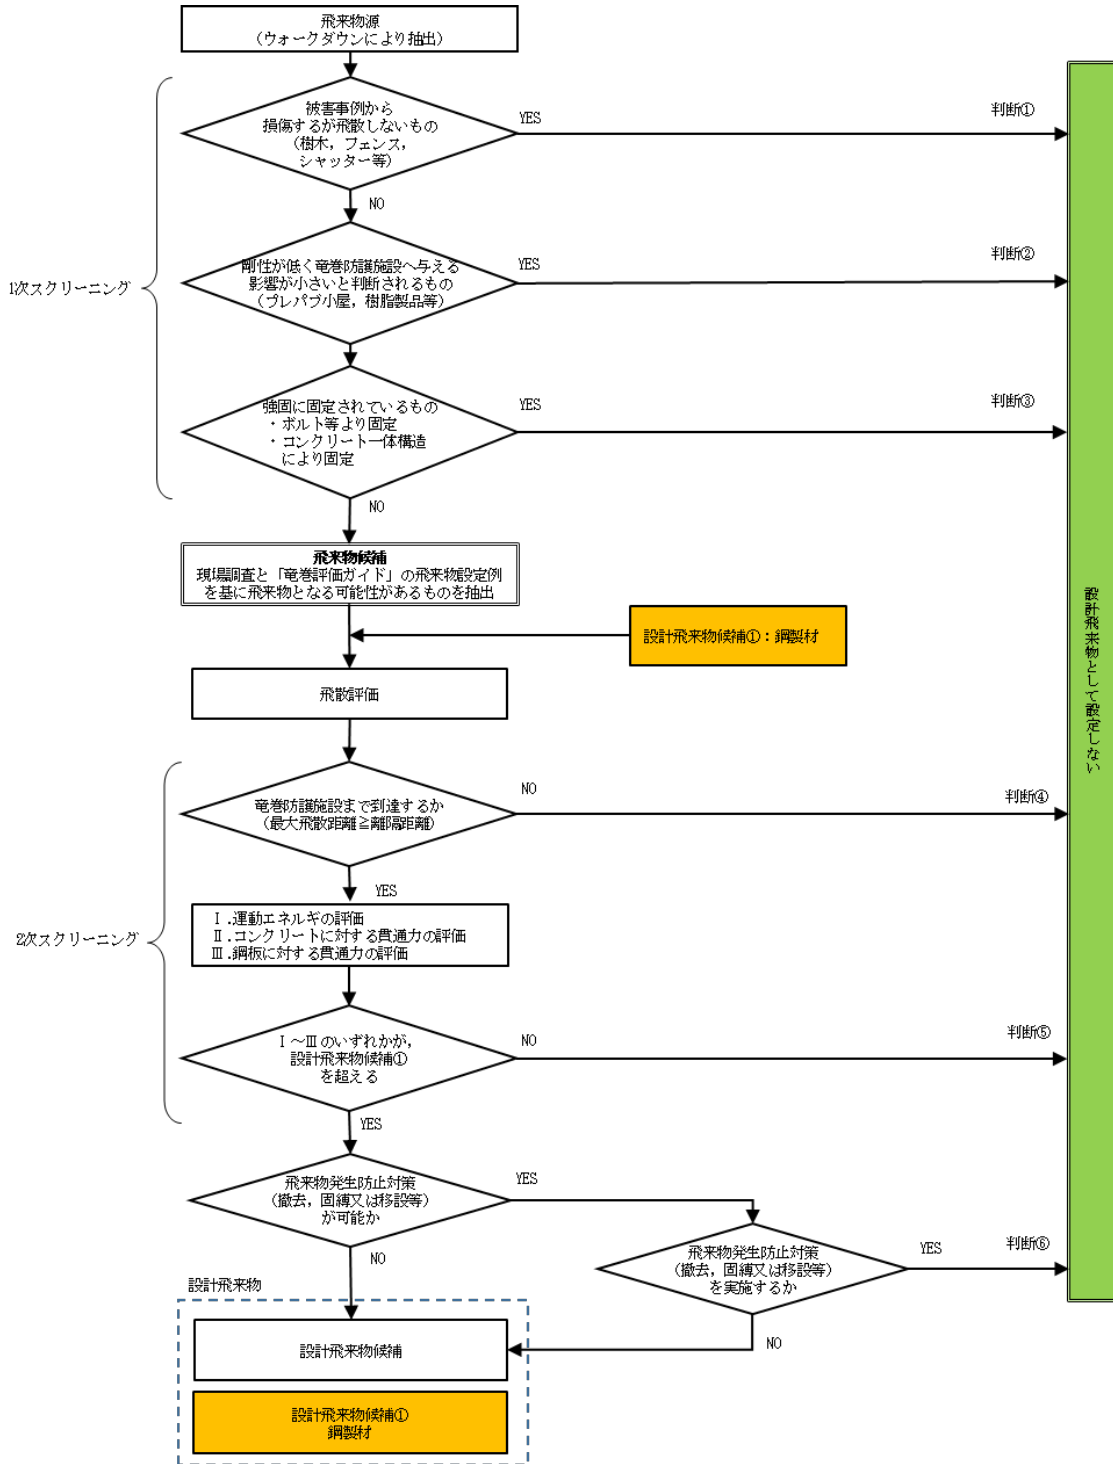 飛来物源
(ウォークダウンにより抽出)
被害事例から
損傷するが飛散しないもの
(樹木，フェンス，
シャッター等)
YES
判断①
NO
剛性が低く竜巻防護施設へ与える
影響が小さいと判断されるもの
(プレパブ小屋，樹脂製品等)
YES
判断②
1次スクリーニング
強固に固定されているもの
・ボルト等より固定
・コンクリート一体構造
により固定
YES
判断③
NO
飛来物候補
現場調査と「竜巻評価ガイド」の飛来物設定例
を基に飛来物となる可能性があるものを抽出
設計飛来物候補①：鋼製材
設計飛来物として設定しない
飛散評価
竜巻防護施設まで到達するか
(最大飛散距離≧離隔距離)
NO
判断④
YES
Ⅰ.運動エネルギの評価
Ⅱ.コンクリートに対する貫通力の評価
Ⅲ.鋼板に対する貫通力の評価
2次スクリーニング
Ⅰ～Ⅲのいずれかが，
設計飛来物候補①
を超える
NO
判断⑤
YES
飛来物発生防止対策
(撤去，固縛又は移設等)
が可能か
YES
NO
飛来物発生防止対策
(撤去，固縛又は移設等)
を実施するか
YES
判断⑥
NO
設計飛来物
設計飛来物候補
設計飛来物候補①
鋼製材